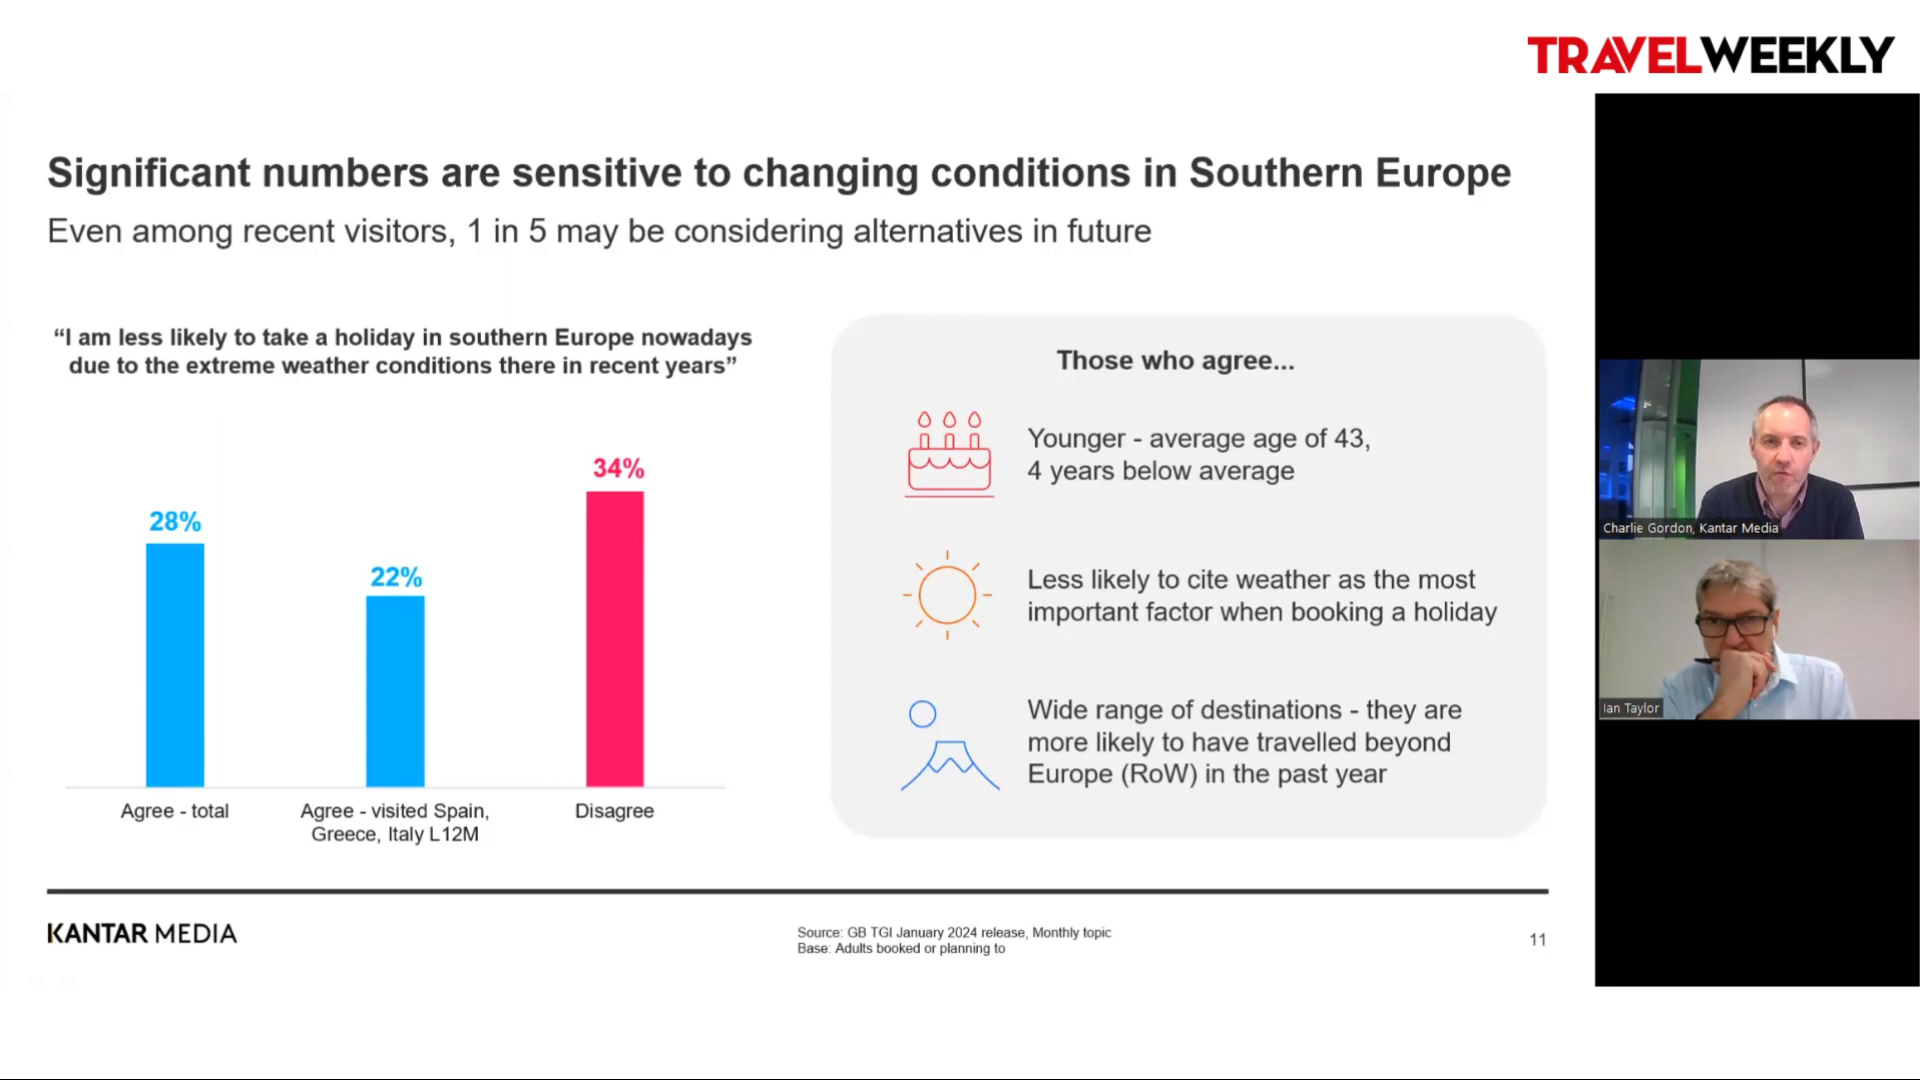 TRAVELWEEKLY
Significant numbers are sensitive to changing conditions in Southern Europe
Even among recent visitors, 1 in 5 may be considering alternatives in future
“I am less likely to take a holiday in southern Europe nowadays
due to the extreme weather conditions there in recent years”
28%
22%
34%
Agree - total
Agree - visited Spain,
Greece, Italy L12M
Disagree
Those who agree...
Younger - average age of 43,
4 years below average
Less likely to cite weather as the most
important factor when booking a holiday
Wide range of destinations - they are
more likely to have travelled beyond
Europe (RoW) in the past year
KANTAR MEDIA
Source: GB TGI January 2024 release, Monthly topic
Base: Adults booked or planning to
11
Charlie Gordon, Kantar Media
Ian Taylor